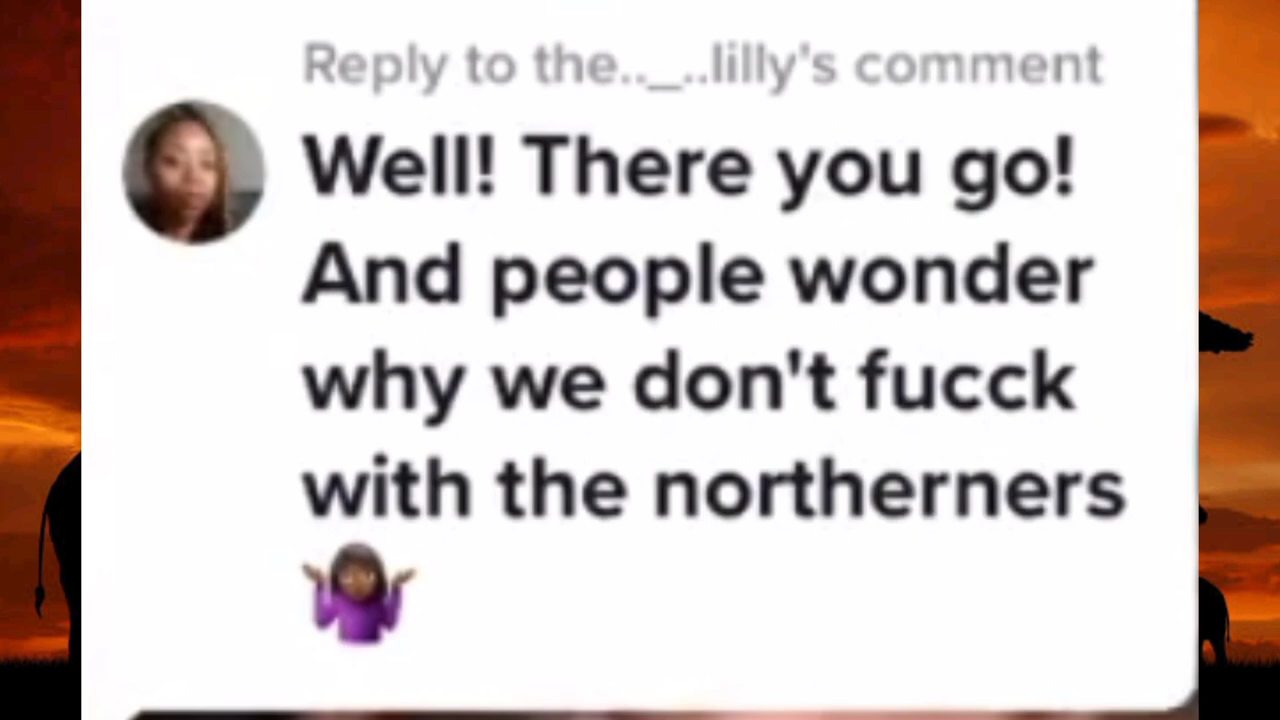 Reply to the.._..lilly's comment
Well! There you go!
And people wonder
why we don't fucck
with the northerners
🤷🏾‍♀️